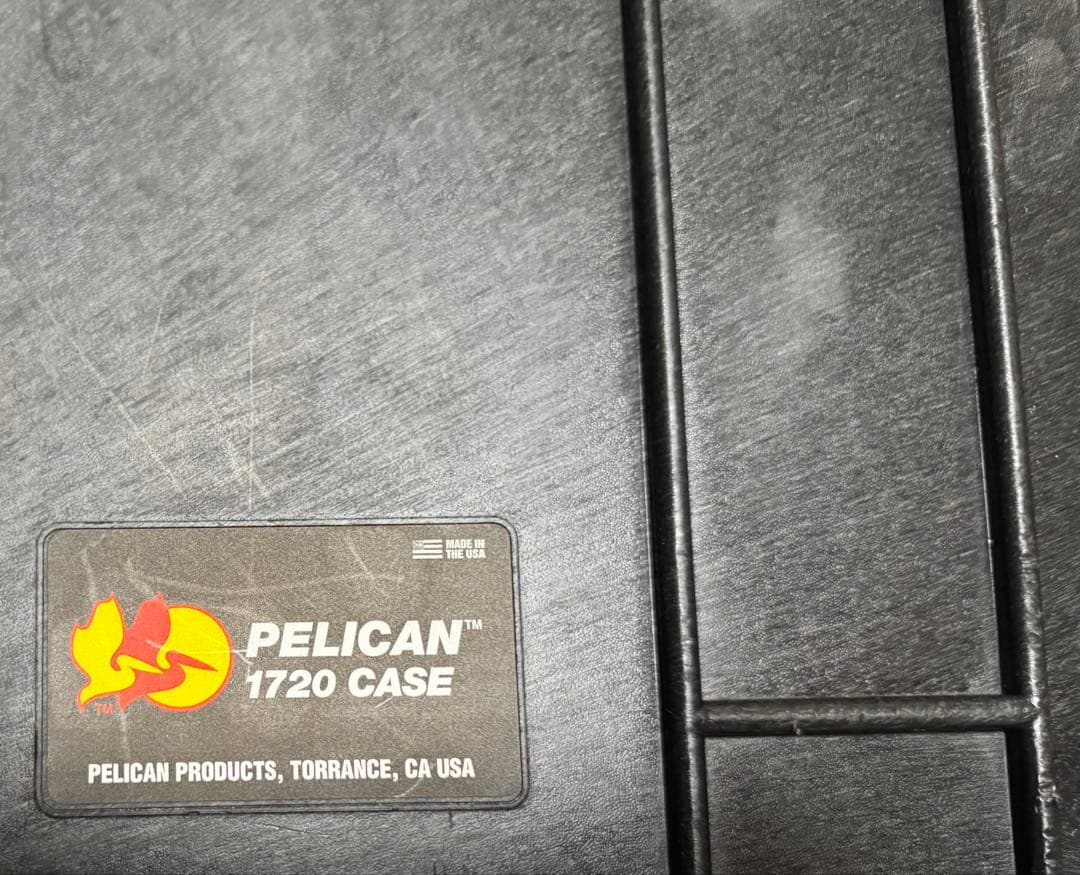 MADE IN
THE USA
PELICAN™
1720 CASE
TM
PELICAN PRODUCTS, TORRANCE, CA USA